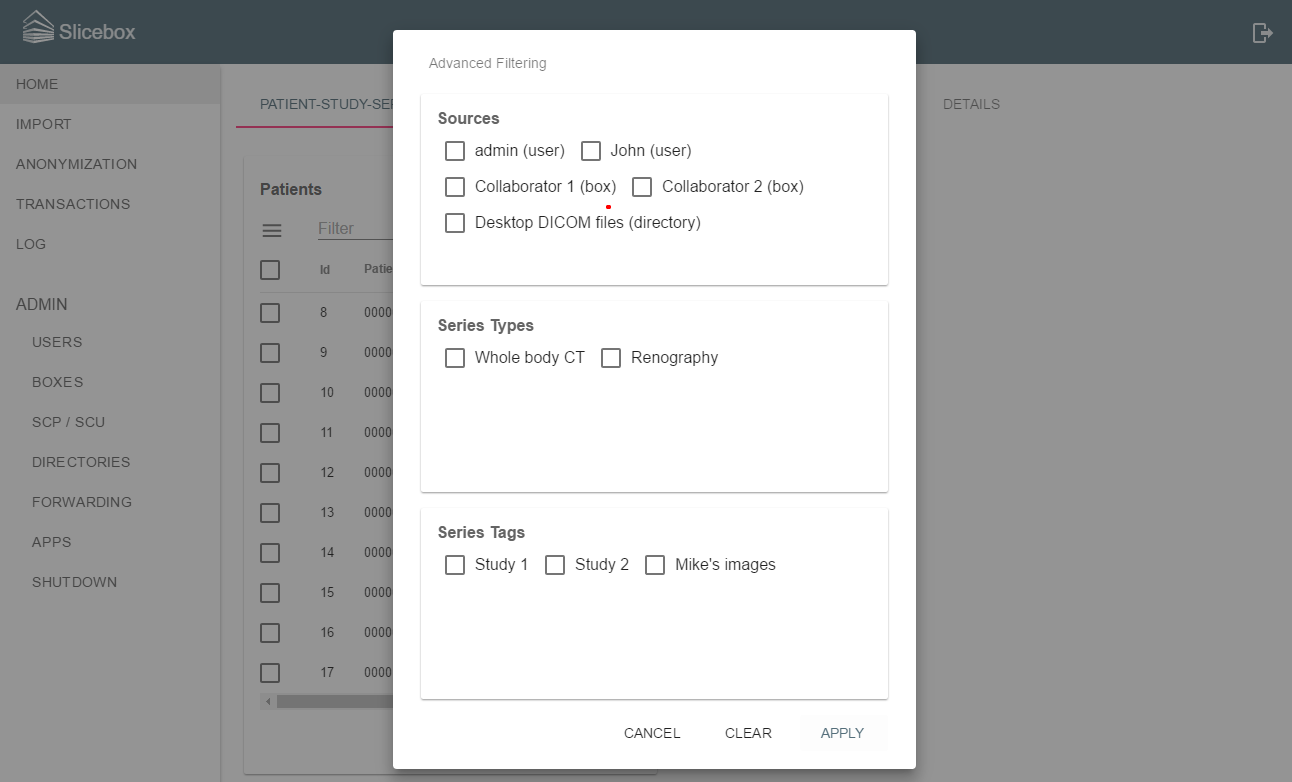 Slicebox
HOME
IMPORT
ANONYMIZATION
TRANSACTIONS
LOG
ADMIN
USERS
BOXES
SCP / SCU
DIRECTORIES
FORWARDING
APPS
SHUTDOWN
PATIENT-STUDY-SER
DETAILS
Patients
Filter
Id Patie
8 0000
9 0000
10 0000
11 0000
12 0000
13 0000
14 0000
15 0000
16 0000
17 0000
Advanced Filtering
Sources
admin (user) John (user)
Collaborator 1 (box) Collaborator 2 (box)
Desktop DICOM files (directory)
Series Types
Whole body CT Renography
Series Tags
Study 1 Study 2 Mike's images
CANCEL CLEAR APPLY